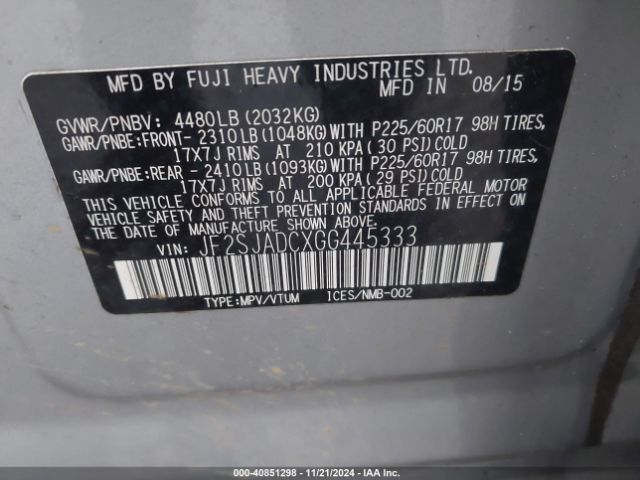 MFD BY FUJI HEAVY INDUSTRIES LTD.
MFD IN 08/15
GVWR/PNBV: 4480LB (2032KG)
GAWR/PNBE:FRONT- 2310LB(1048KG)WITH P225/60R17 98H TIRES,
17X7J RIMS AT 210 KPA (30 PSI)COLD
GAWR/PNBE:REAR - 2410LB(1093KG)WITH P225/60R17 98H TIRES,
17X7J RIMS AT 200 KPA(29 PSI)COLD
THIS VEHICLE CONFORMS TO ALL APPLICABLE FEDERAL MOTOR
VEHICLE SAFETY AND THEFT PREVENTION STANDARDS IN EFFECT ON
THE DATE OF MANUFACTURE SHOWN ABOVE.
VIN: JF2SJADCXGG445333
TYPE:MPV/VTUM ICES/NMB-002
000-40851298 - 11/21/2024 - IAA, Inc.